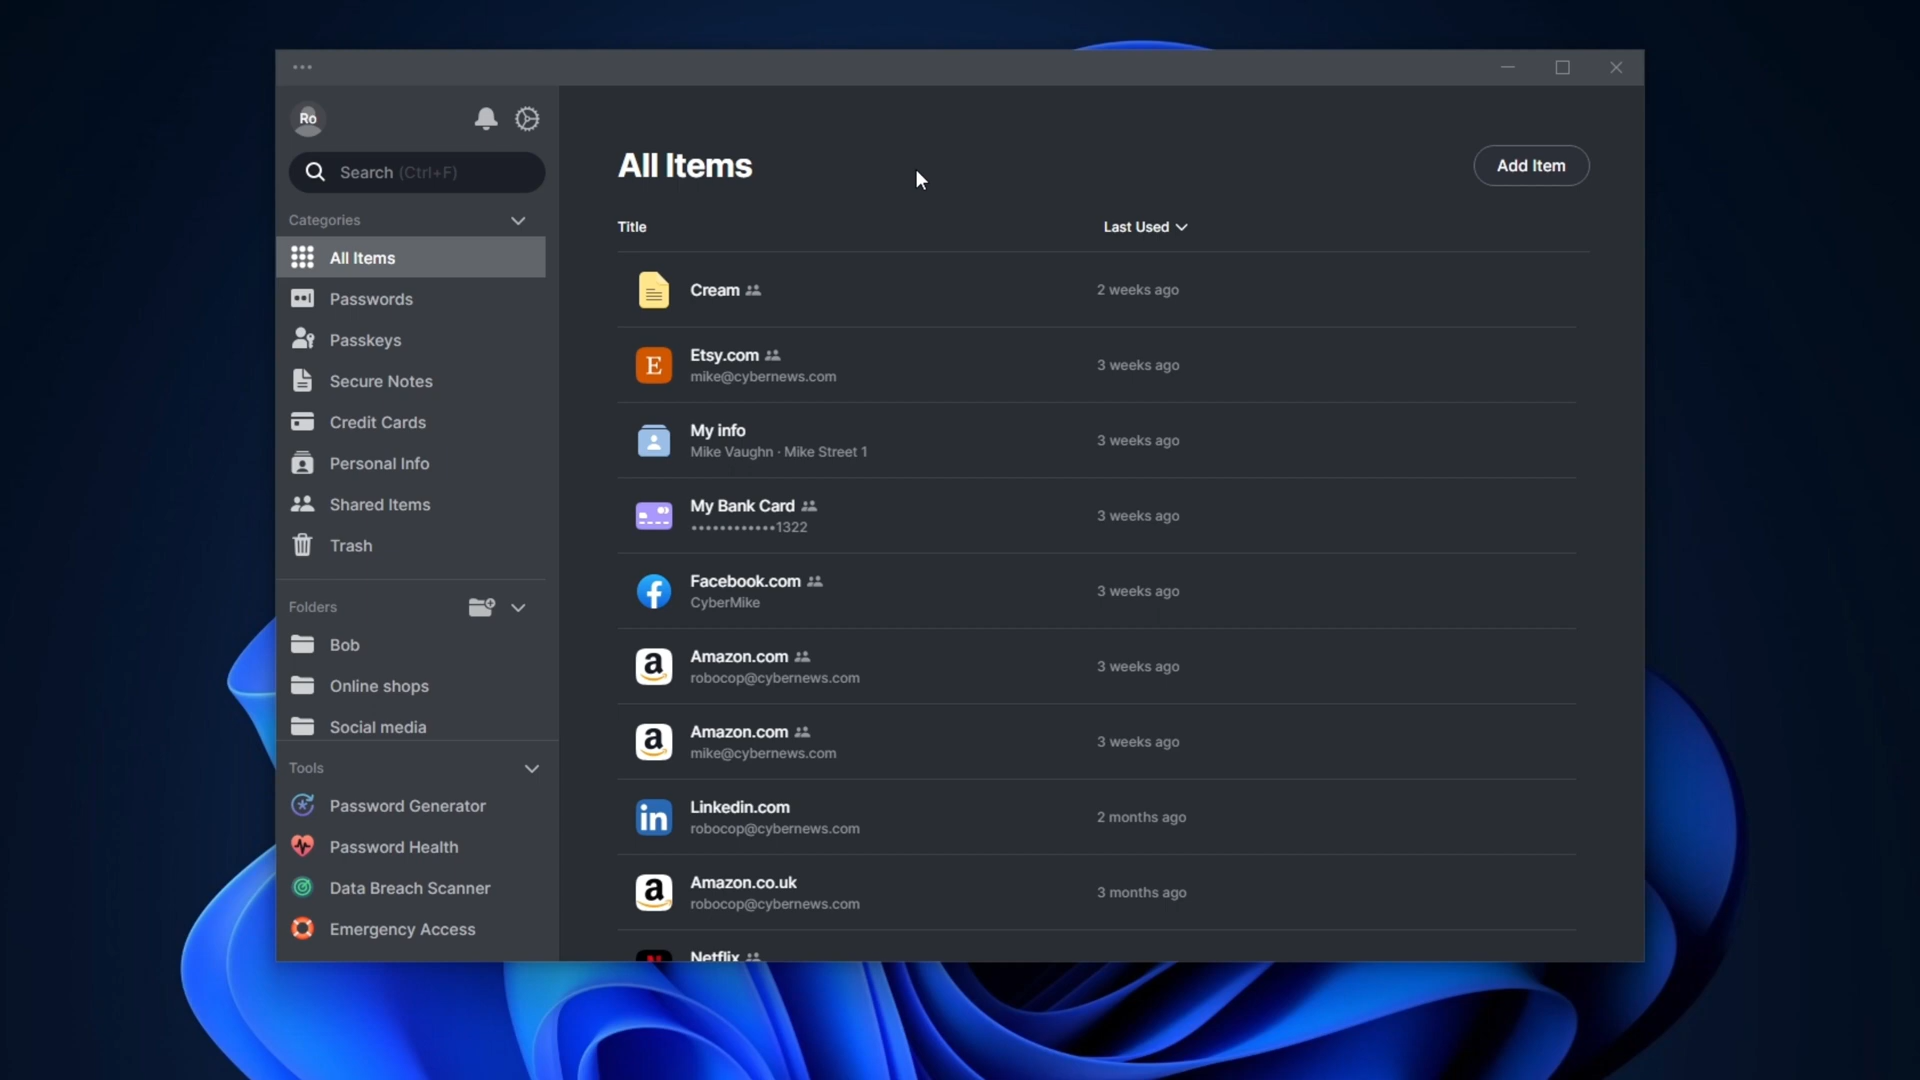 Ro
Search (Ctrl+F)
Categories
All Items
Passwords
Passkeys
Secure Notes
Credit Cards
Personal Info
Shared Items
Trash
Folders
Bob
Online shops
Social media
Tools
Password Generator
Password Health
Data Breach Scanner
Emergency Access
All Items
Add Item
Title
Last Used
Cream
2 weeks ago
E
Etsy.com
mike@cybernews.com
3 weeks ago
My info
Mike Vaughn · Mike Street 1
3 weeks ago
My Bank Card
••••••••••••1322
3 weeks ago
f
Facebook.com
CyberMike
3 weeks ago
a
Amazon.com
robocop@cybernews.com
3 weeks ago
a
Amazon.com
mike@cybernews.com
3 weeks ago
in
Linkedin.com
robocop@cybernews.com
2 months ago
a
Amazon.co.uk
robocop@cybernews.com
3 months ago
Netflix